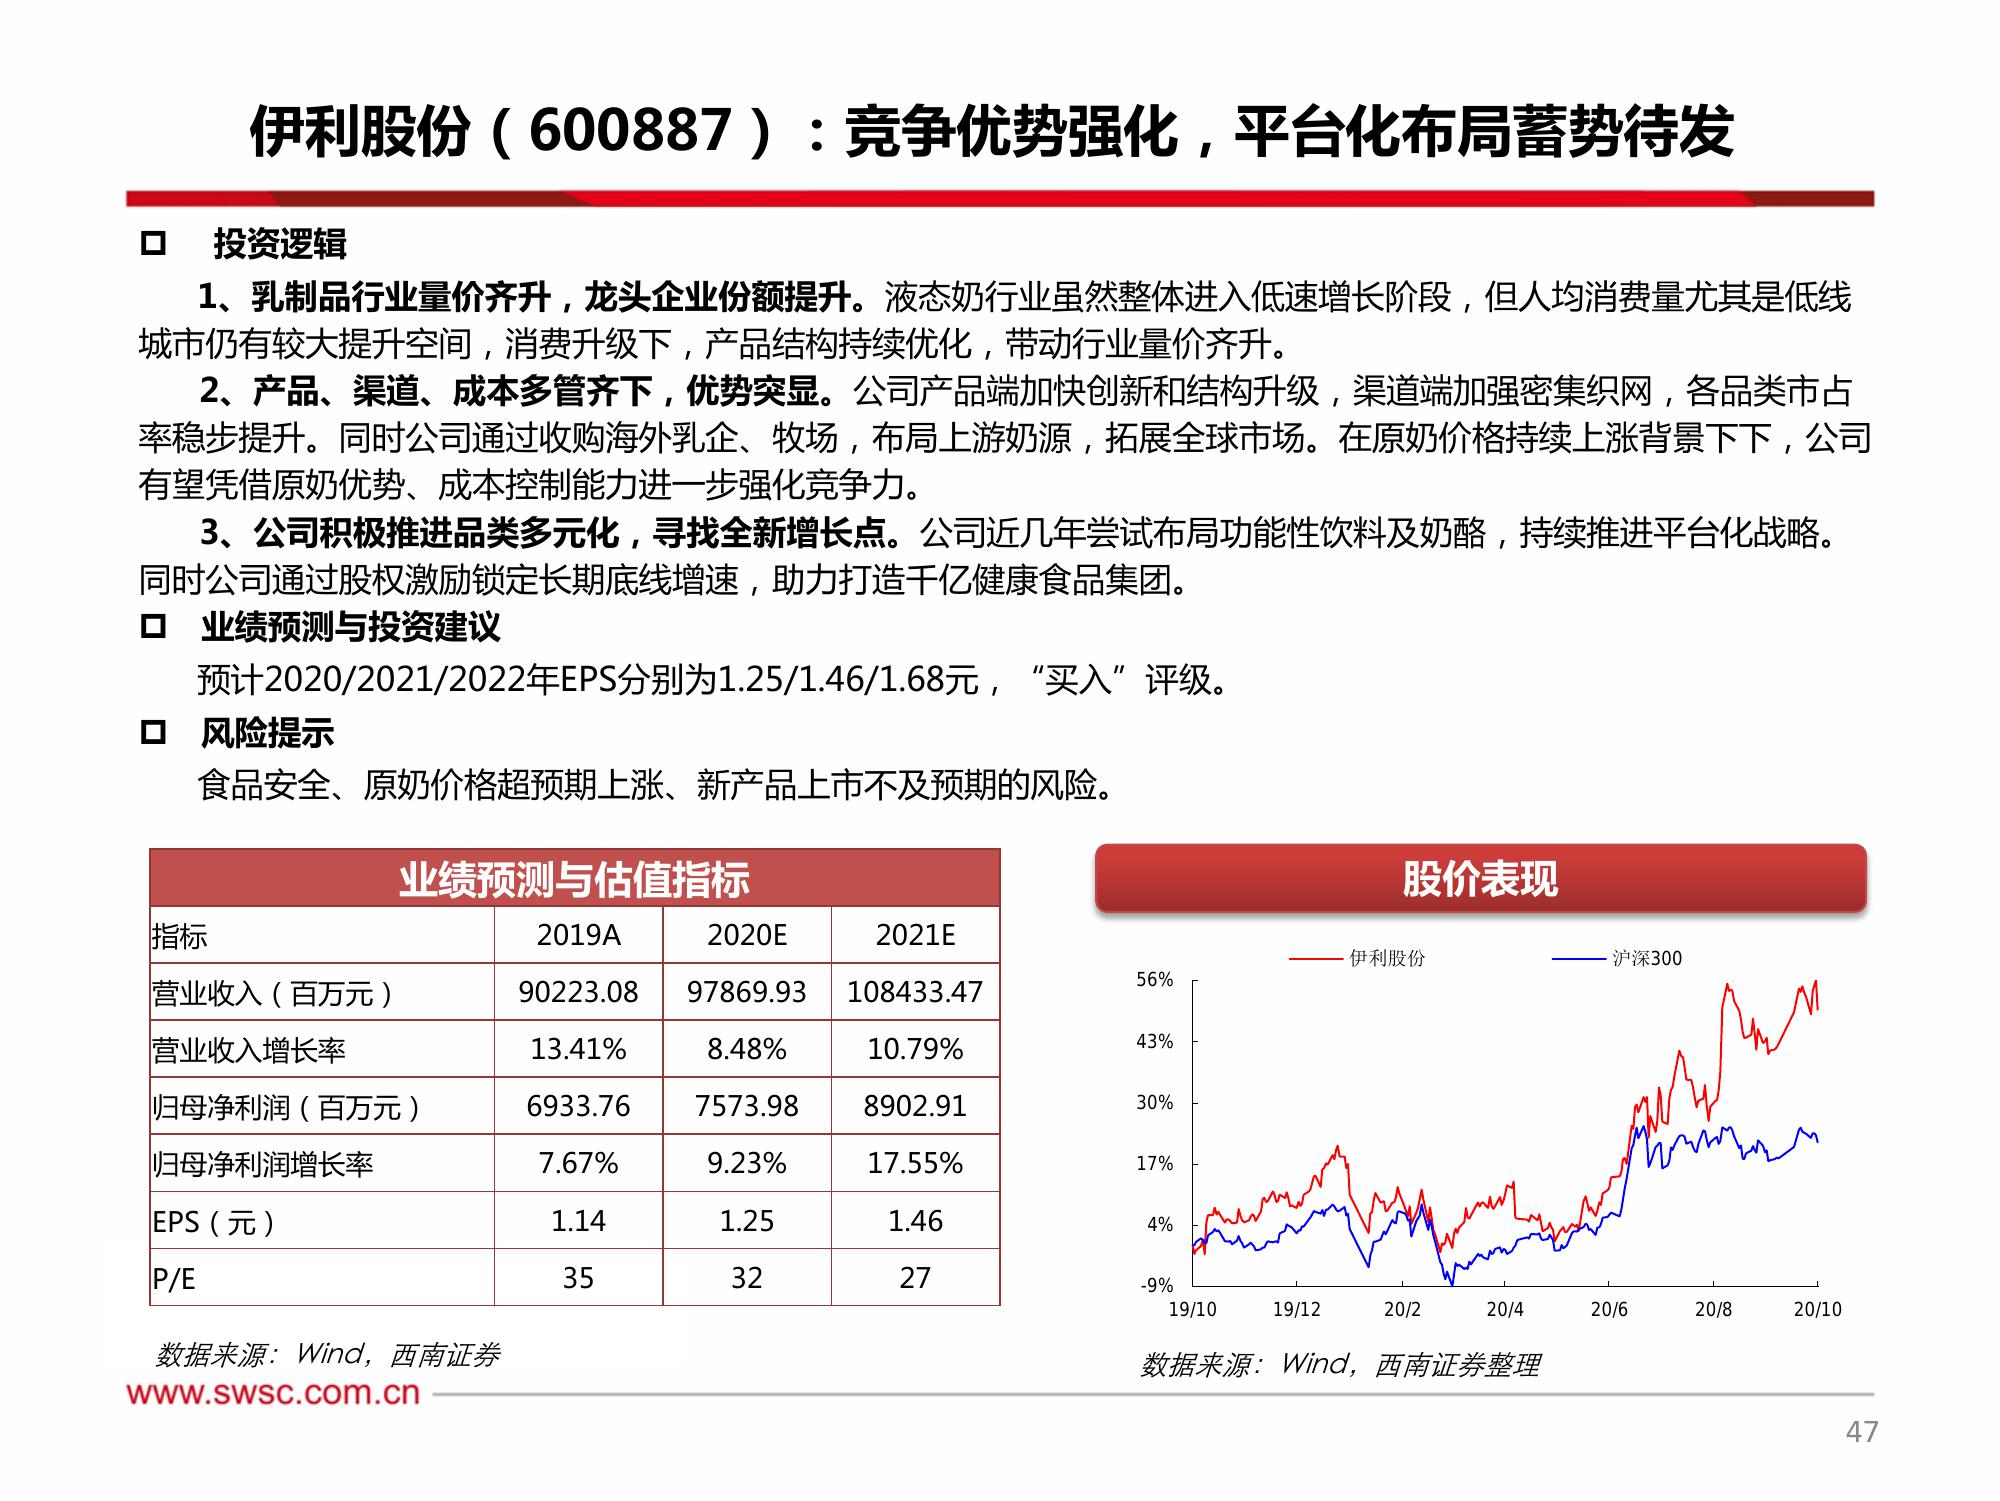 伊利股份（600887）：竞争优势强化，平台化布局蓄势待发
投资逻辑
1、乳制品行业量价齐升，龙头企业份额提升。液态奶行业虽然整体进入低速增长阶段，但人均消费量尤其是低线
城市仍有较大提升空间，消费升级下，产品结构持续优化，带动行业量价齐升。
2、产品、渠道、成本多管齐下，优势突显。公司产品端加快创新和结构升级，渠道端加强密集织网，各品类市占
率稳步提升。同时公司通过收购海外乳企、牧场，布局上游奶源，拓展全球市场。在原奶价格持续上涨背景下下，公司
有望凭借原奶优势、成本控制能力进一步强化竞争力。
3、公司积极推进品类多元化，寻找全新增长点。公司近几年尝试布局功能性饮料及奶酪，持续推进平台化战略。
同时公司通过股权激励锁定长期底线增速，助力打造千亿健康食品集团。
业绩预测与投资建议
预计2020/2021/2022年EPS分别为1.25/1.46/1.68元，“买入”评级。
风险提示
食品安全、原奶价格超预期上涨、新产品上市不及预期的风险。
业绩预测与估值指标
指标 2019A 2020E 2021E
营业收入（百万元） 90223.08 97869.93 108433.47
营业收入增长率 13.41% 8.48% 10.79%
归母净利润（百万元） 6933.76 7573.98 8902.91
归母净利润增长率 7.67% 9.23% 17.55%
EPS（元） 1.14 1.25 1.46
P/E 35 32 27
数据来源：Wind，西南证券
股价表现
伊利股份 沪深300
56%
43%
30%
17%
4%
-9%
19/10 19/12 20/2 20/4 20/6 20/8 20/10
数据来源：Wind，西南证券整理
www.swsc.com.cn
47